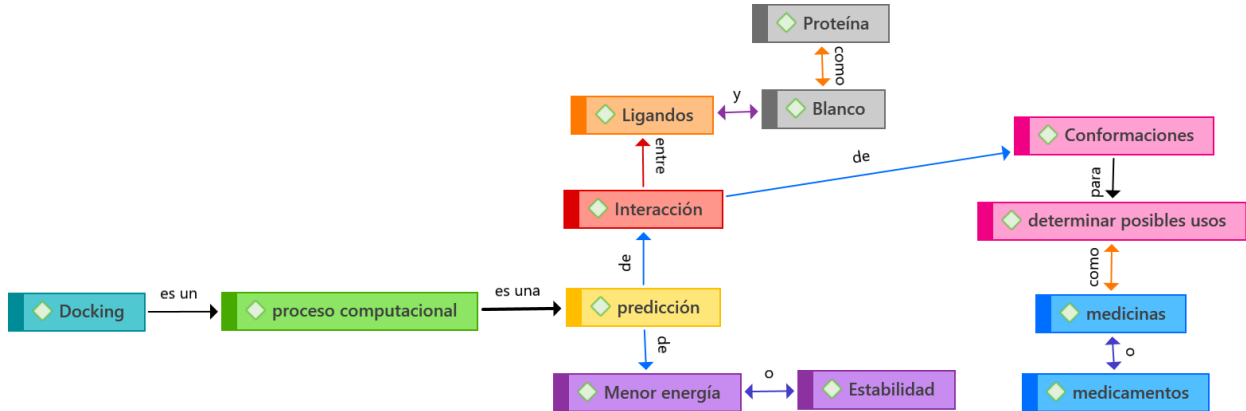 Proteína
como
Ligandos
y
Blanco
entre
Conformaciones
de
para
Interacción
determinar posibles usos
de
como
Docking
es un
proceso computacional
es una
predicción
medicinas
de
o
Menor energía
o
Estabilidad
medicamentos